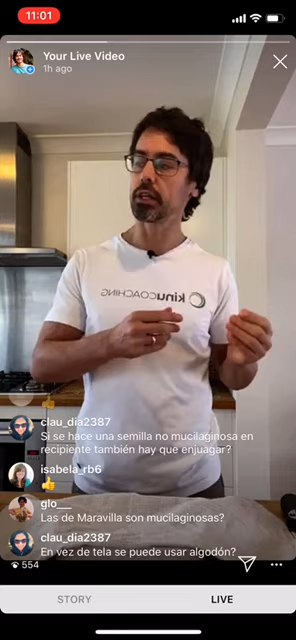 11:01
Your Live Video
1h ago
kinuCOACHING
clau_dia2387
Si se hace una semilla no mucilaginosa en
recipiente también hay que enjuagar?
isabela_rb6
👍
glo___
Las de Maravilla son mucilaginosas?
clau_dia2387
En vez de tela se puede usar algodón?
554
STORY
LIVE